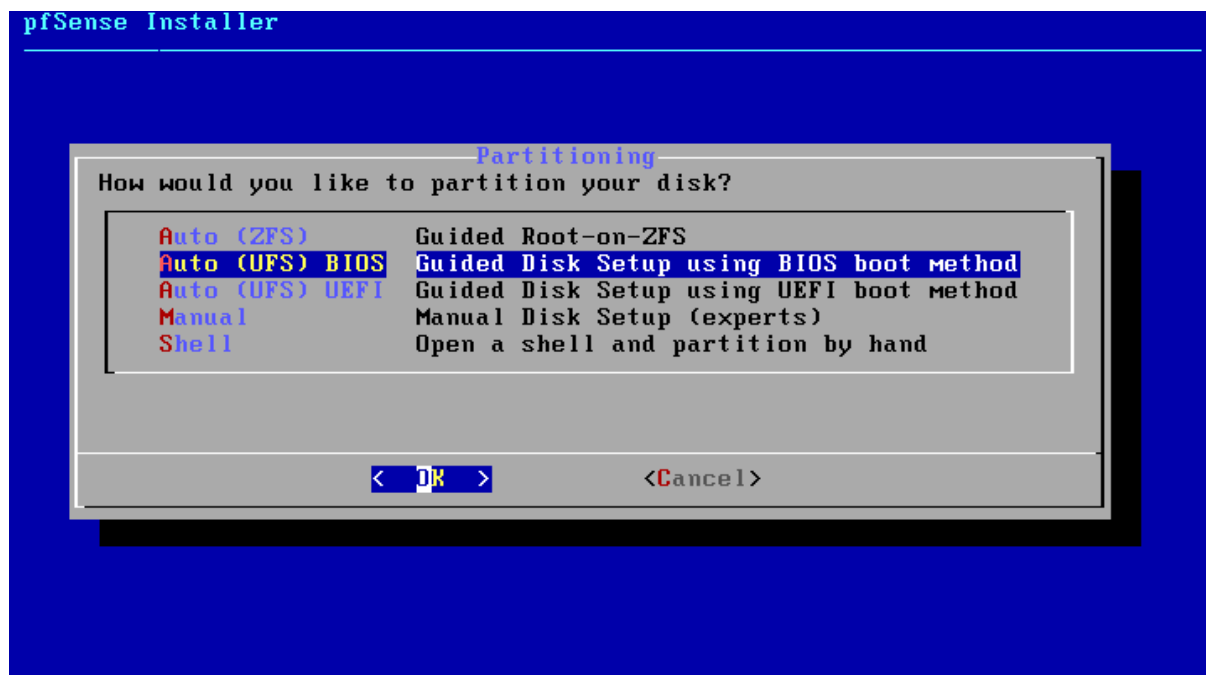 pfSense Installer
Partitioning
How would you like to partition your disk?
Auto (ZFS) Guided Root-on-ZFS
Auto (UFS) BIOS Guided Disk Setup using BIOS boot method
Auto (UFS) UEFI Guided Disk Setup using UEFI boot method
Manual Manual Disk Setup (experts)
Shell Open a shell and partition by hand
< OK > <Cancel>